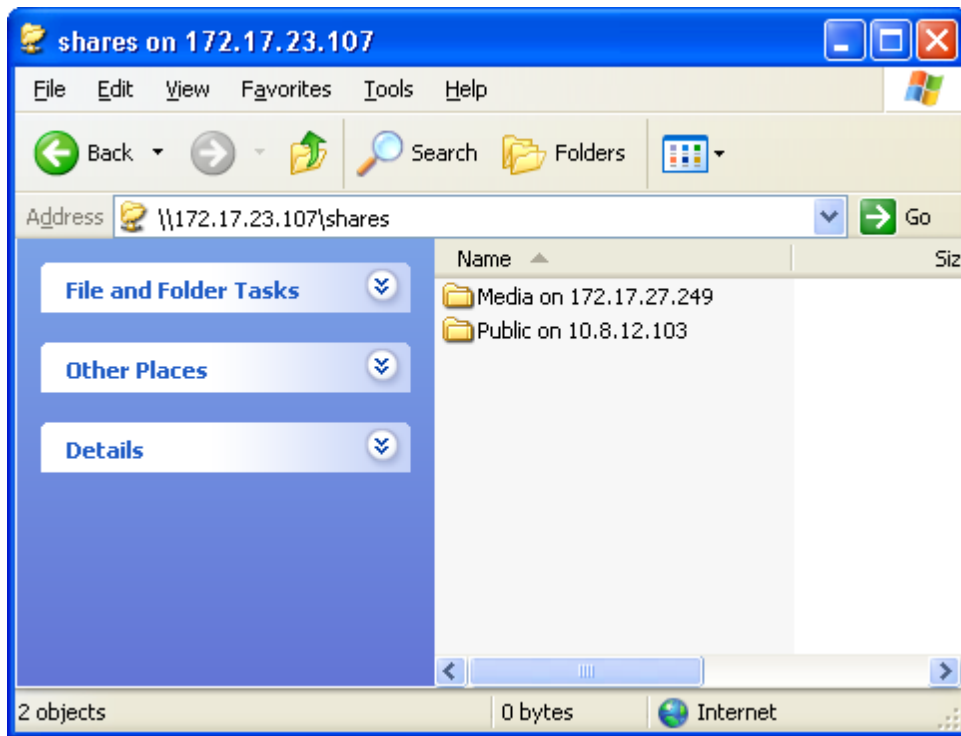 shares on 172.17.23.107
File Edit View Favorites Tools Help
Back Search Folders
Address \\172.17.23.107\shares Go
Name Siz
File and Folder Tasks
Other Places
Details
Media on 172.17.27.249
Public on 10.8.12.103
2 objects 0 bytes Internet